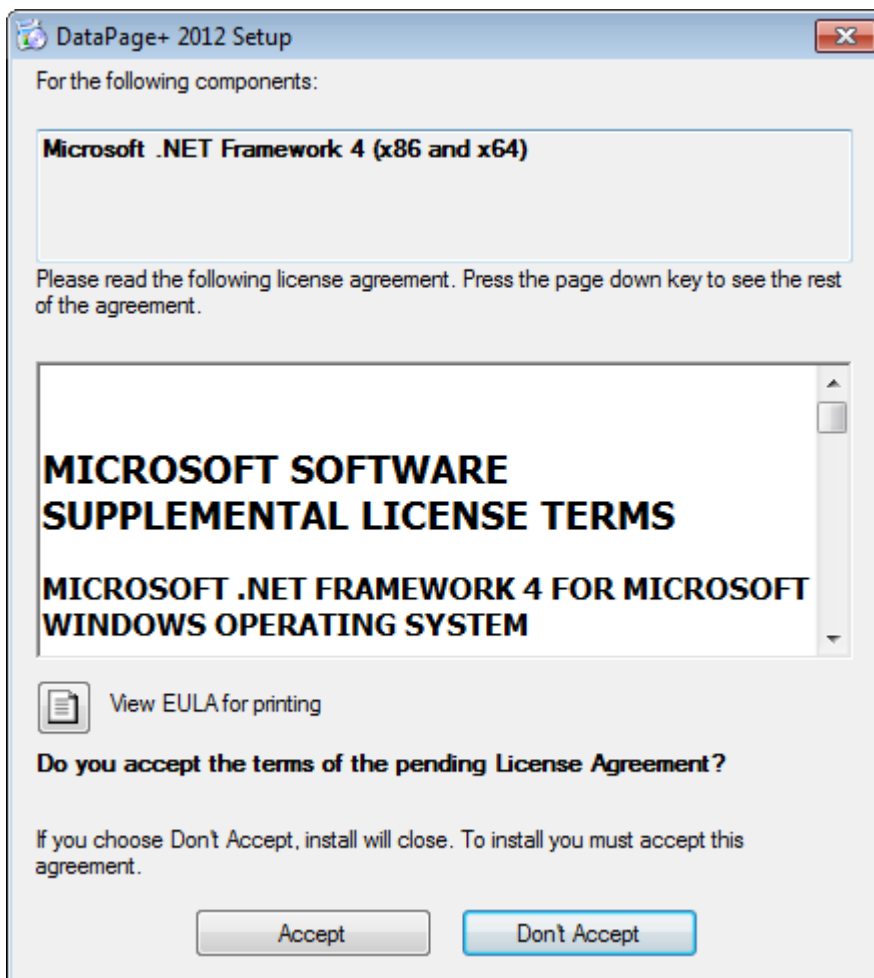 DataPage+ 2012 Setup
For the following components:
Microsoft .NET Framework 4 (x86 and x64)
Please read the following license agreement. Press the page down key to see the rest
of the agreement.
MICROSOFT SOFTWARE
SUPPLEMENTAL LICENSE TERMS
MICROSOFT .NET FRAMEWORK 4 FOR MICROSOFT
WINDOWS OPERATING SYSTEM
View EULA for printing
Do you accept the terms of the pending License Agreement?
If you choose Don't Accept, install will close. To install you must accept this
agreement.
Accept
Don't Accept